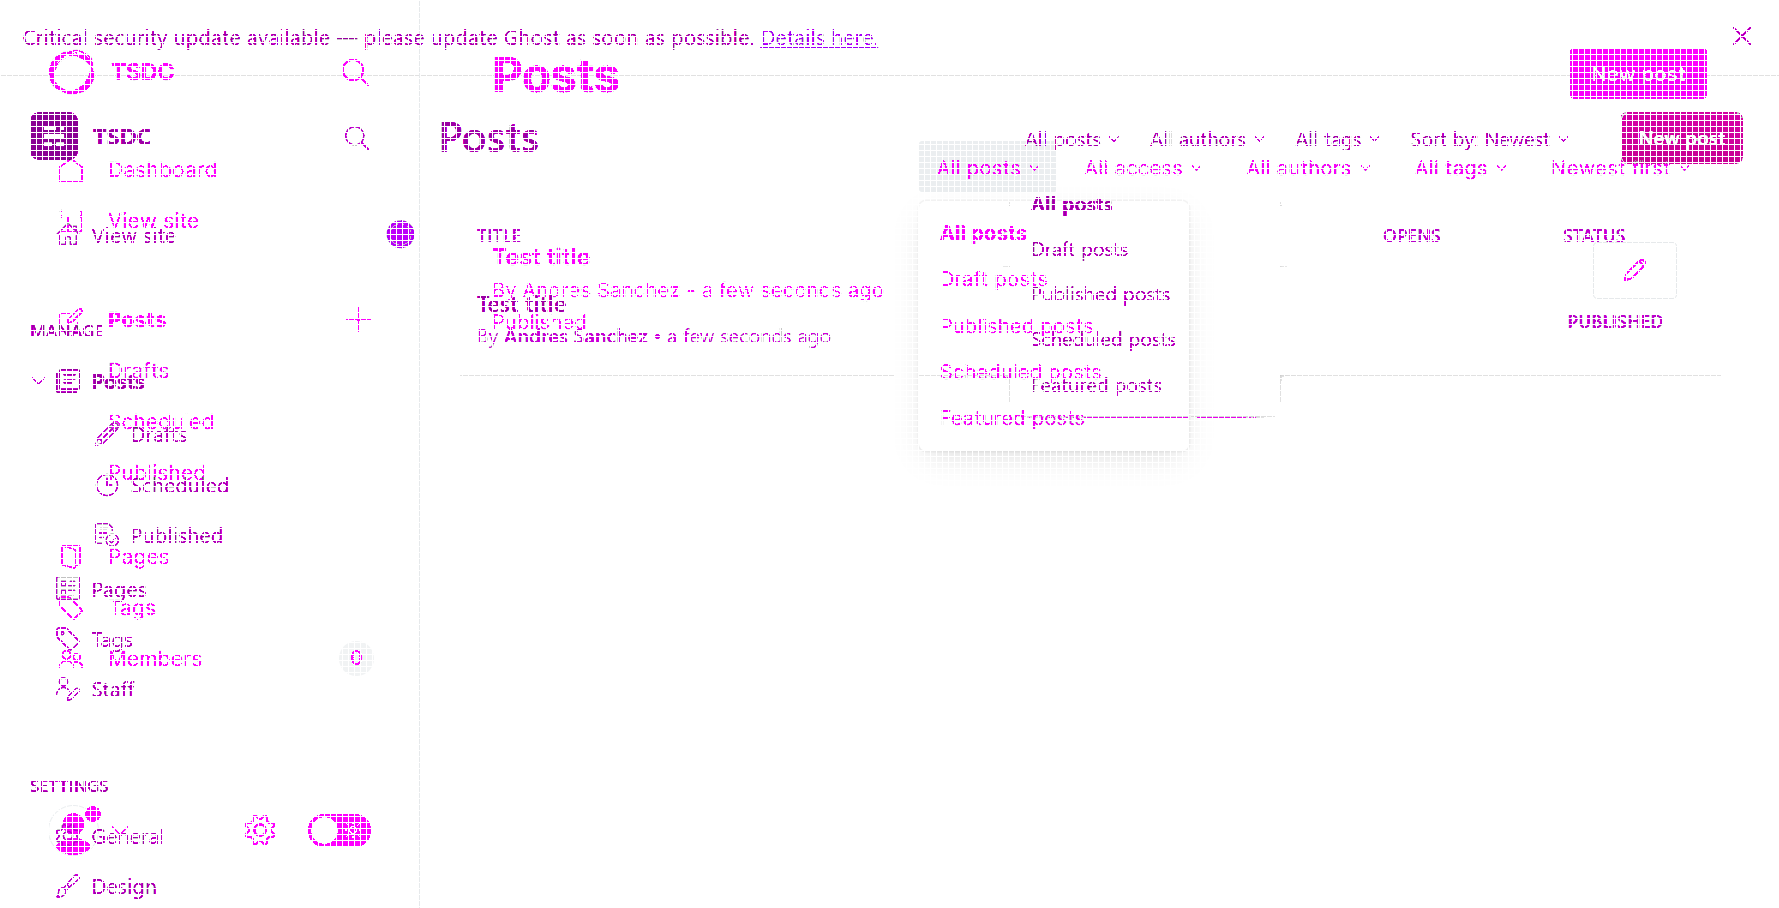 Critical security update available — please update Ghost as soon as possible. Details here.
TSDC
Posts
New post
TSDC
Posts
All posts
All authors
All tags
Sort by: Newest
New post
Dashboard
All posts
All access
All authors
All tags
Newest first
View site
View site
TITLE
OPENS
STATUS
All posts
All posts
Test title
Draft posts
Draft posts
By Andres Sanchez - a few seconds ago
Published posts
Test title
Published
Published posts
PUBLISHED
By Andres Sanchez • a few seconds ago
Scheduled posts
Scheduled posts
Featured posts
Featured posts
Posts
MANAGE
Drafts
Posts
Scheduled
Drafts
Published
Scheduled
Published
Pages
Pages
Tags
Tags
Members
0
Staff
SETTINGS
General
Design